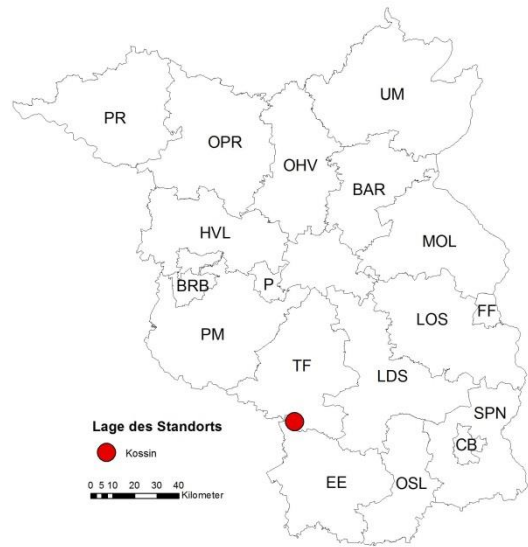 UM
PR
OPR
OHV
BAR
HVL
MOL
BRB
P
FF
LOS
PM
TF
LDS
SPN
Lage des Standorts
CB
Kossin
EE
OSL
0 5 10 20 30 40
Kilometer